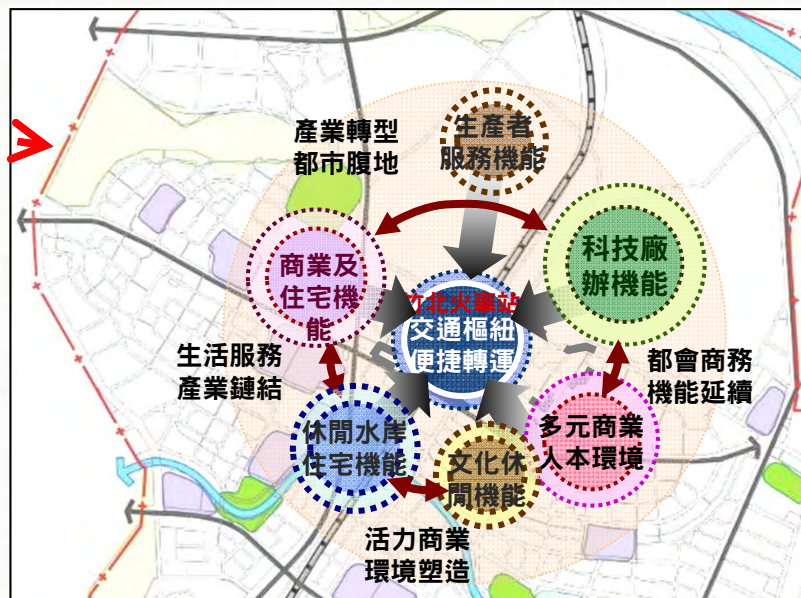 生產者
服務機能
產業轉型
都市腹地
科技廠
辦機能
商業及
住宅機
能
竹北火車站
交通樞紐
便捷轉運
生活服務
產業鏈結
都會商務
機能延續
休閒水岸
住宅機能
文化休
閒機能
多元商業
人本環境
活力商業
環境塑造